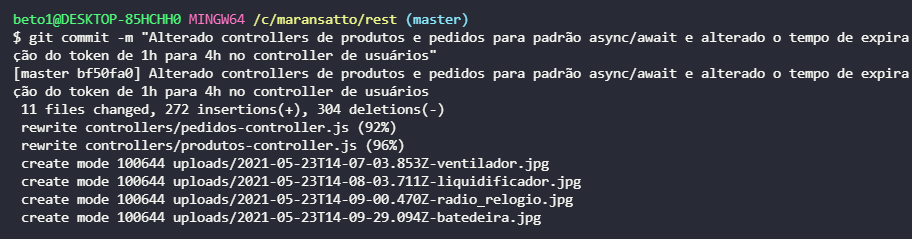 beto1@DESKTOP-85HCHH0 MINGW64 /c/maransatto/rest (master)
$ git commit -m "Alterado controllers de produtos e pedidos para padrão async/await e alterado o tempo de expira
ção do token de 1h para 4h no controller de usuários"
[master bf50fa0] Alterado controllers de produtos e pedidos para padrão async/await e alterado o tempo de expira
ção do token de 1h para 4h no controller de usuários
 11 files changed, 272 insertions(+), 304 deletions(-)
 rewrite controllers/pedidos-controller.js (92%)
 rewrite controllers/produtos-controller.js (96%)
 create mode 100644 uploads/2021-05-23T14-07-03.853Z-ventilador.jpg
 create mode 100644 uploads/2021-05-23T14-08-03.711Z-liquidificador.jpg
 create mode 100644 uploads/2021-05-23T14-09-00.470Z-radio_relogio.jpg
 create mode 100644 uploads/2021-05-23T14-09-29.094Z-batedeira.jpg